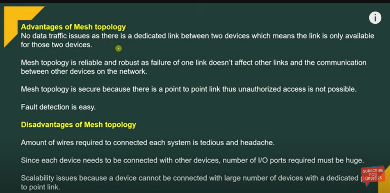 Advantages of Mesh topology
No data traffic issues as there is a dedicated link between two devices which means the link is only available
for those two devices.
Mesh topology is reliable and robust as failure of one link doesn't affect other links and the communication
between other devices on the network.
Mesh topology is secure because there is a point to point link thus unauthorized access is not possible.
Fault detection is easy.
Disadvantages of Mesh topology
Amount of wires required to connected each system is tedious and headache.
Since each device needs to be connected with other devices, number of I/O ports required must be huge.
Scalability issues because a device cannot be connected with large number of devices with a dedicated p
to point link.
SUBSCRIBE